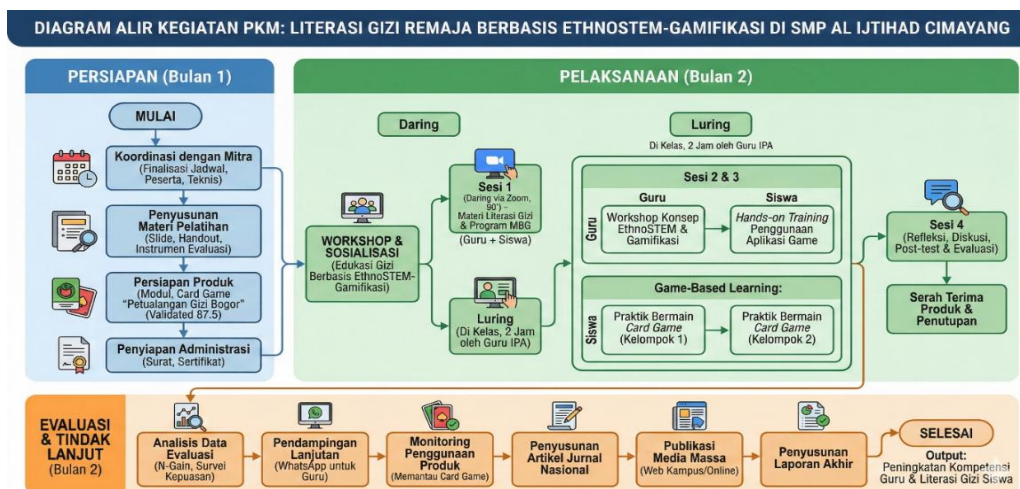 DIAGRAM ALIR KEGIATAN PKM: LITERASI GIZI REMAJA BERBASIS ETHNOSTEM-GAMIFIKASI DI SMP AL IJTIHAD CIMAYANG
PERSIAPAN (Bulan 1)
MULAI
Koordinasi dengan Mitra
(Finalisasi Jadwal,
Peserta, Teknis)
Penyusunan
Materi Pelatihan
(Slide, Handout,
Instrumen Evaluasi)
Persiapan Produk
(Modul, Card Game
"Petualangan Gizi Bogor"
(Validated 87.5)
Penyiapan Administrasi
(Surat, Sertifikat)
PELAKSANAAN (Bulan 2)
Daring
Luring
Di Kelas, 2 Jam oleh Guru IPA
WORKSHOP &
SOSIALISASI
(Edukasi Gizi
Berbasis EthnoSTEM-
Gamifikasi)
Sesi 1
(Daring via Zoom,
90') –
Materi Literasi Gizi
& Program MBG
(Guru + Siswa)
Luring
(Di Kelas, 2 Jam
oleh Guru IPA)
Sesi 2 & 3
Guru
Siswa
Guru
Workshop Konsep
EthnoSTEM &
Gamifikasi
Hands-on Training
Penggunaan
Aplikasi Game
Game-Based Learning:
Siswa
Praktik Bermain
Card Game
(Kelompok 1)
Praktik Bermain
Card Game
(Kelompok 2)
Sesi 4
(Refleksi, Diskusi,
Post-test & Evaluasi)
Serah Terima
Produk &
Penutupan
EVALUASI
& TINDAK
LANJUT
(Bulan 2)
Analisis Data
Evaluasi
(N-Gain, Survei
Kepuasan)
Pendampingan
Lanjutan
(WhatsApp untuk
Guru)
Monitoring
Penggunaan
Produk
(Memantau Card Game)
Penyusunan
Artikel Jurnal
Nasional
Publikasi
Media Massa
(Web Kampus/Online)
Penyusunan
Laporan Akhir
SELESAI
Output:
Peningkatan Kompetensi
Guru & Literasi Gizi Siswa